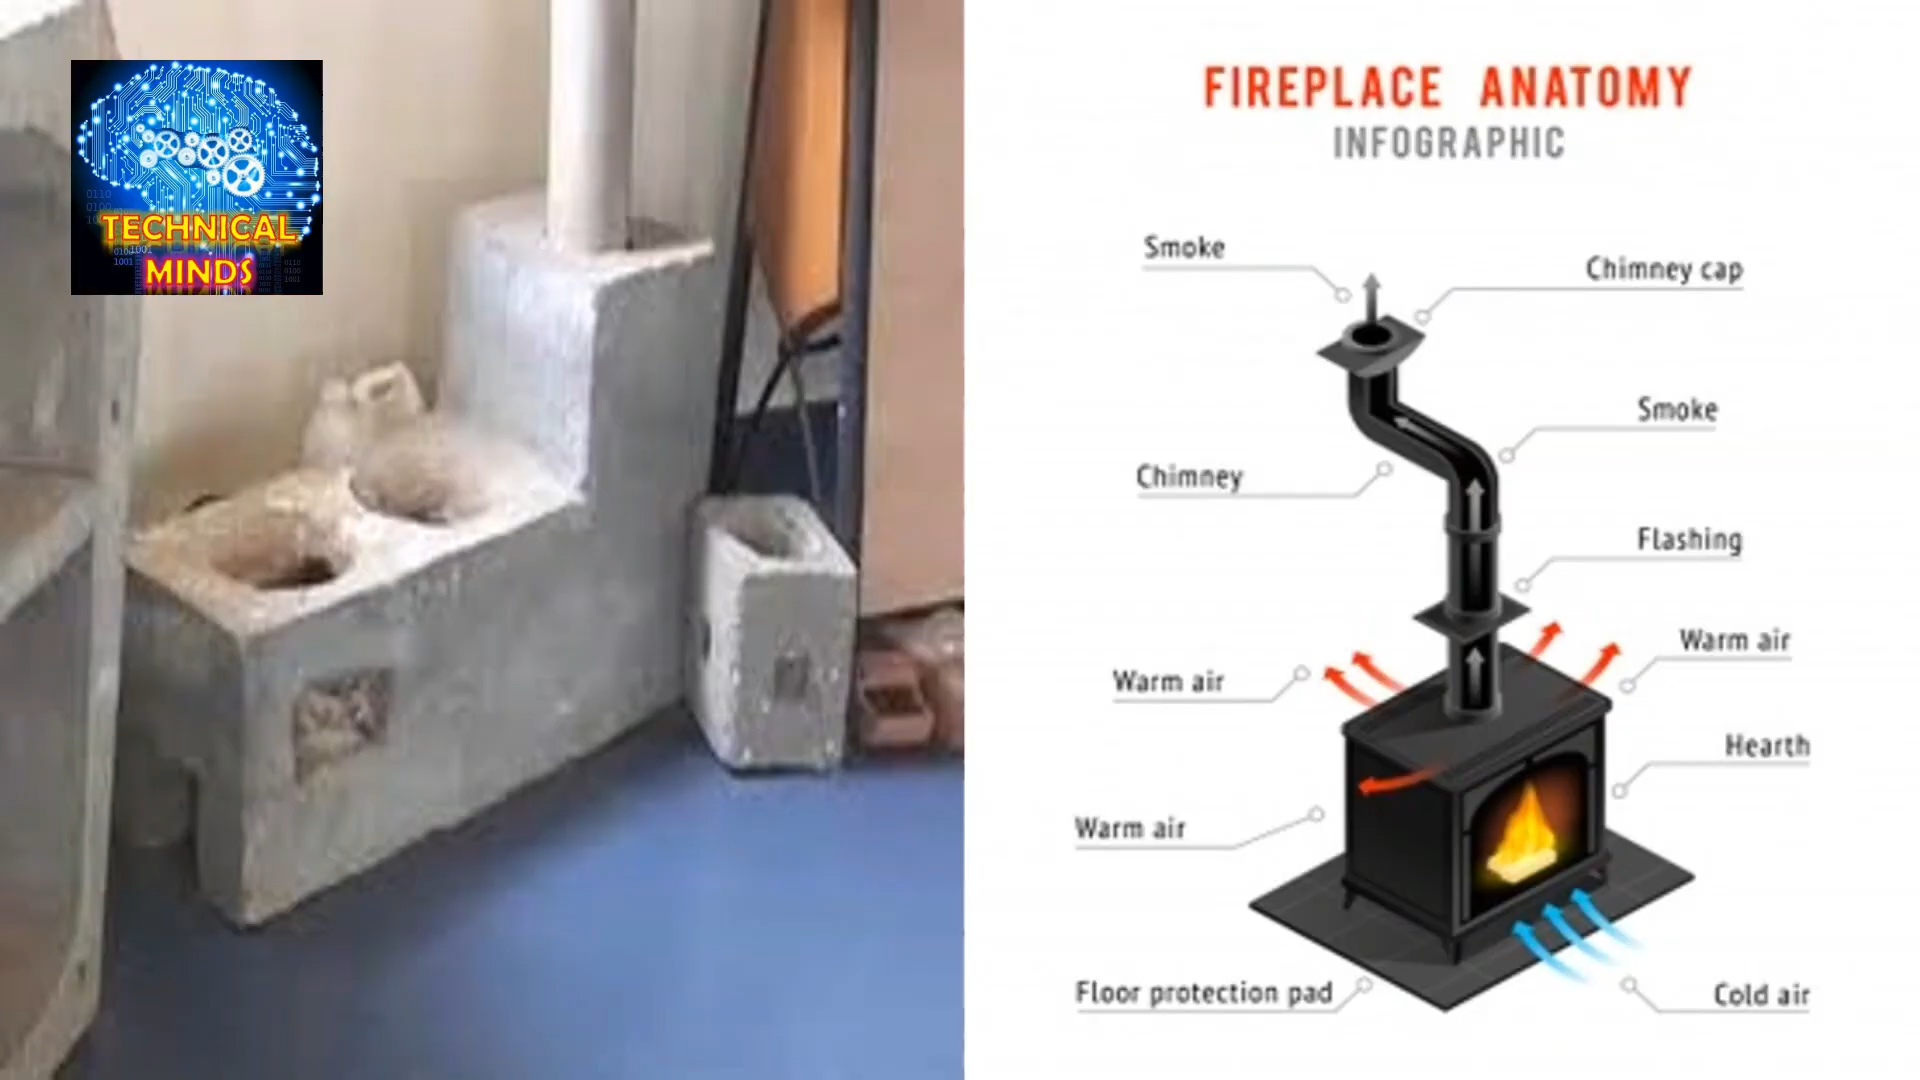 TECHNICAL
MINDS
FIREPLACE ANATOMY
INFOGRAPHIC
Smoke
Chimney cap
Smoke
Chimney
Flashing
Warm air
Warm air
Hearth
Warm air
Floor protection pad
Cold air